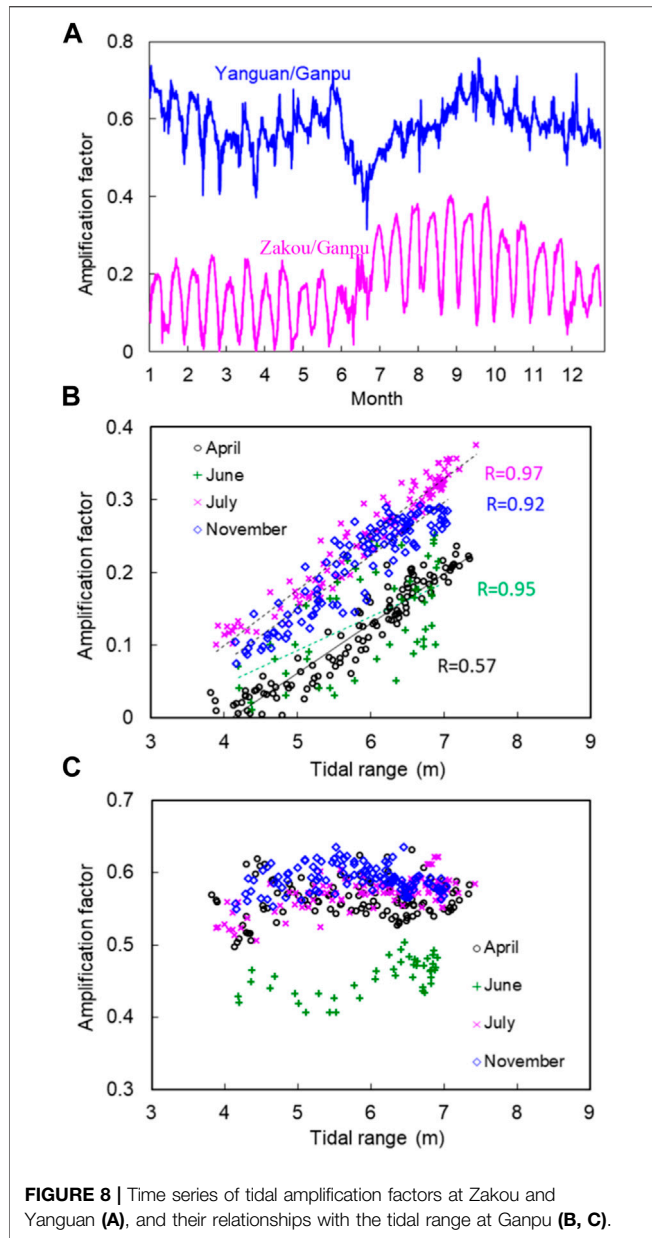 A
0.8
0.6
0.4
0.2
0
Amplification factor
Yanguan/Ganpu
Zakou/Ganpu
1 2 3 4 5 6 7 8 9 10 11 12
Month
B
0.4
0.3
0.2
0.1
0
Amplification factor
April
June
July
November
R=0.97
R=0.92
R=0.95
R=0.57
3 4 5 6 7 8 9
Tidal range (m)
C
0.7
0.6
0.5
0.4
0.3
Amplification factor
April
June
July
November
3 4 5 6 7 8 9
Tidal range (m)
FIGURE 8 | Time series of tidal amplification factors at Zakou and
Yanguan (A), and their relationships with the tidal range at Ganpu (B, C).